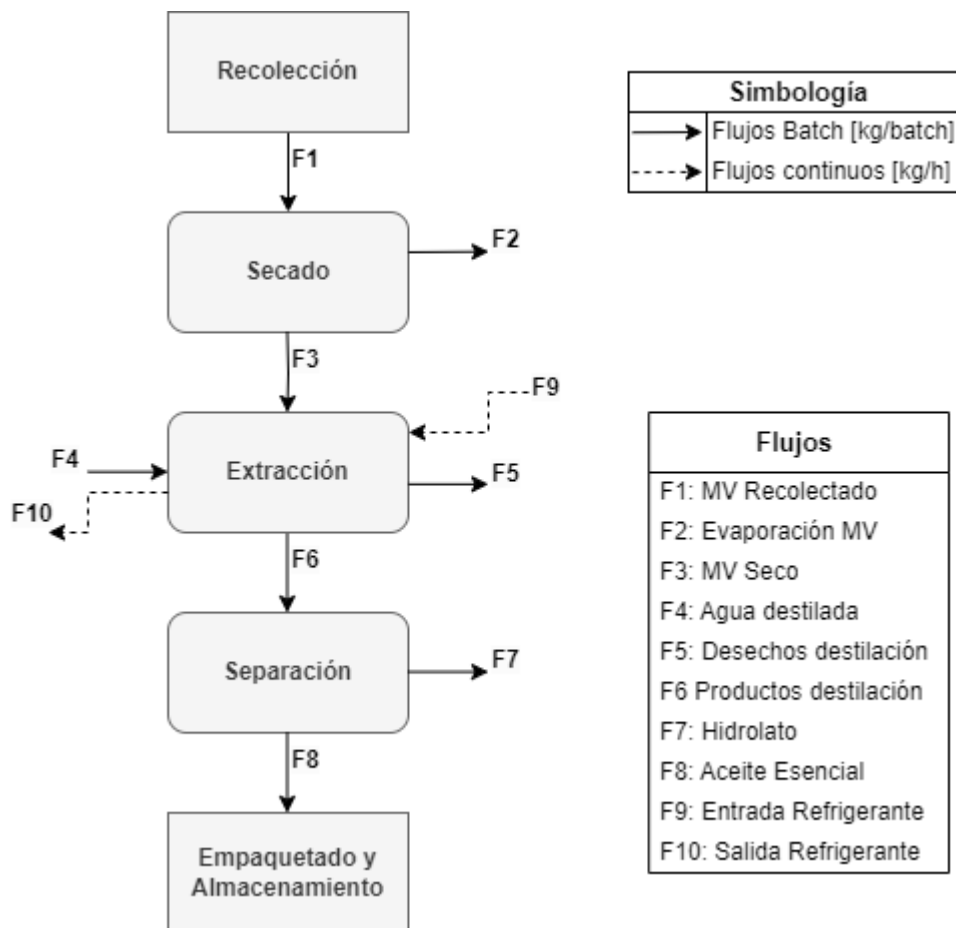 Recolección
F1
Secado
F2
F3
F9
F4
Extracción
F5
F10
F6
Separación
F7
F8
Empaquetado y
Almacenamiento
Simbología
Flujos Batch [kg/batch]
Flujos continuos [kg/h]
Flujos
F1: MV Recolectado
F2: Evaporación MV
F3: MV Seco
F4: Agua destilada
F5: Desechos destilación
F6 Productos destilación
F7: Hidrolato
F8: Aceite Esencial
F9: Entrada Refrigerante
F10: Salida Refrigerante